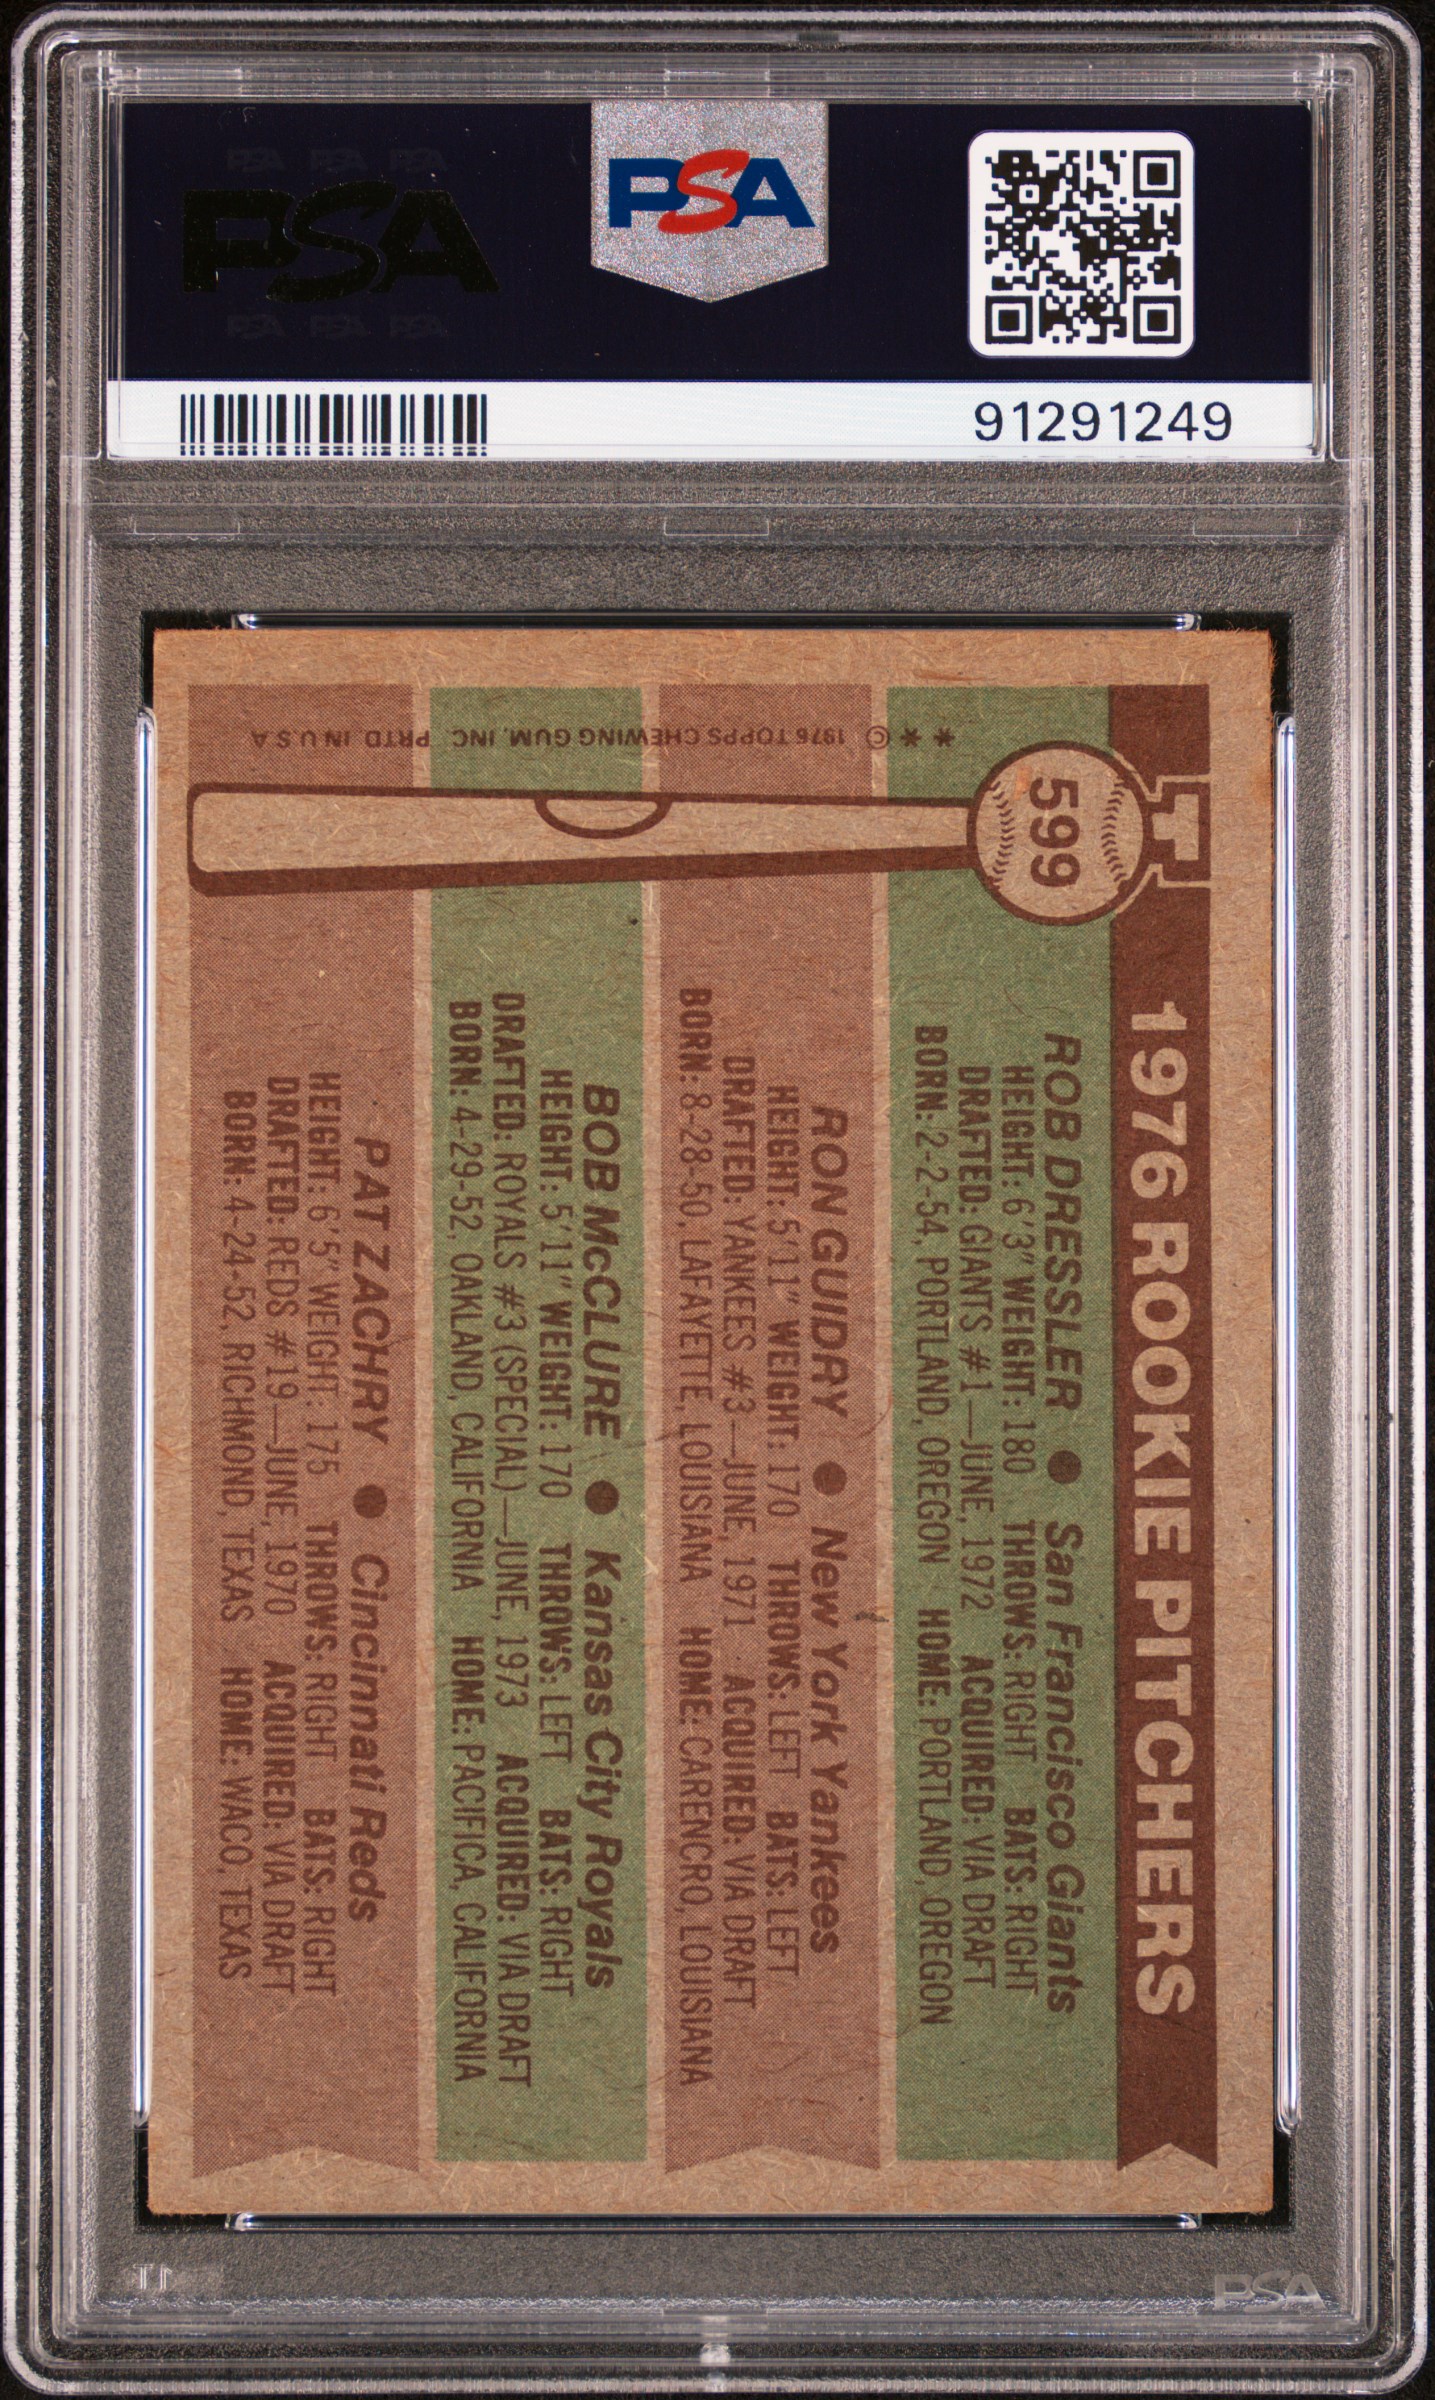 PSA PSA PSA
PSA
PSA PSA PSA
PSA
91291249
599
T
1976 ROOKIE PITCHERS
ROB DRESSLER ● San Francisco Giants
HEIGHT: 6'3" WEIGHT: 180 THROWS: RIGHT BATS: RIGHT
DRAFTED: GIANTS #1—JUNE, 1972 ACQUIRED: VIA DRAFT
BORN: 2-2-54, PORTLAND, OREGON HOME: PORTLAND, OREGON
RON GUIDRY ● New York Yankees
HEIGHT: 5'11" WEIGHT: 170 THROWS: LEFT BATS: LEFT
DRAFTED: YANKEES #3—JUNE, 1971 ACQUIRED: VIA DRAFT
BORN: 8-28-50, LAFAYETTE, LOUISIANA HOME: CARENCRO, LOUISIANA
BOB McCLURE ● Kansas City Royals
HEIGHT: 5'11" WEIGHT: 170 THROWS: LEFT BATS: RIGHT
DRAFTED: ROYALS #3 (SPECIAL)—JUNE, 1973 ACQUIRED: VIA DRAFT
BORN: 4-29-52, OAKLAND, CALIFORNIA HOME: PACIFICA, CALIFORNIA
PAT ZACHRY ● Cincinnati Reds
HEIGHT: 6'5" WEIGHT: 175 THROWS: RIGHT BATS: RIGHT
DRAFTED: REDS #19—JUNE, 1970 ACQUIRED: VIA DRAFT
BORN: 4-24-52, RICHMOND, TEXAS HOME: WACO, TEXAS
* * © 1976 TOPPS CHEWING GUM, INC. PRTD. IN U.S.A
PSA